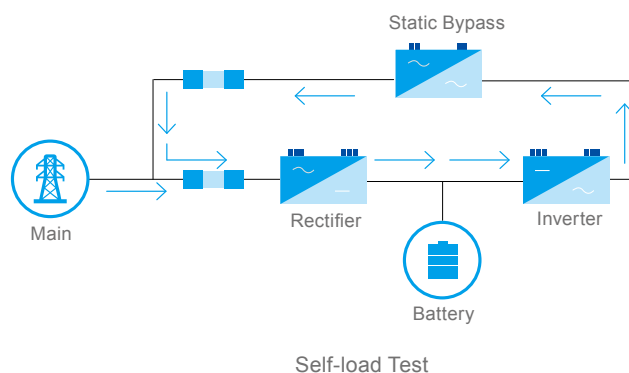 Static Bypass
Main
Rectifier
Inverter
Battery
Self-load Test